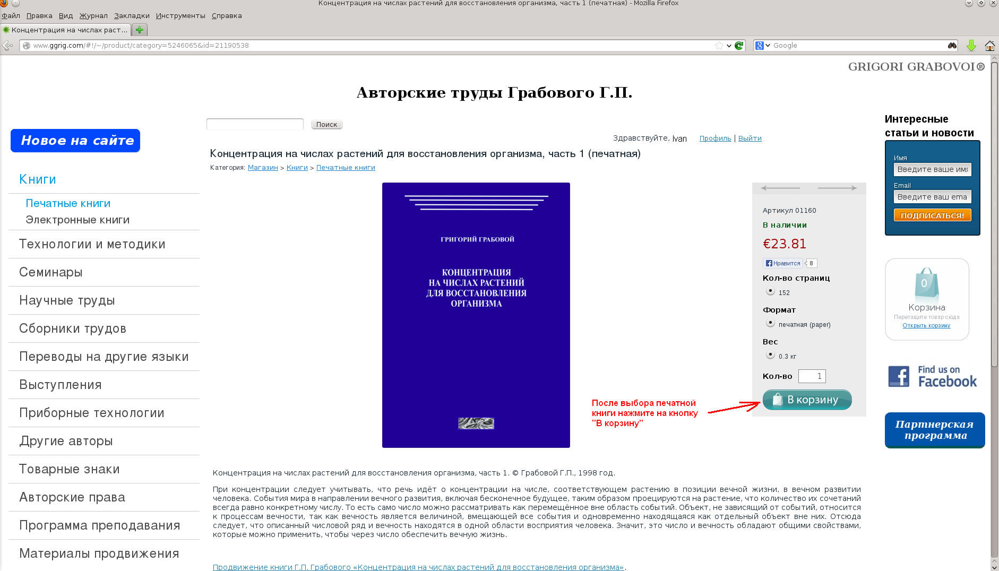 Концентрация на числах растений для восстановления организма, часть 1 (печатная) - Mozilla Firefox
Файл Правка Вид Журнал Закладки Инструменты Справка
Концентрация на числах раст...
www.ggrig.com/#!/~/product/category=5246065&id=21190538
Google
GRIGORI GRABOVOI®
Авторские труды Грабового Г.П.
Поиск
Здравствуйте, Ivan Профиль | Выйти
Новое на сайте
Книги
Печатные книги
Электронные книги
Технологии и методики
Семинары
Научные труды
Сборники трудов
Переводы на другие языки
Выступления
Приборные технологии
Другие авторы
Товарные знаки
Авторские права
Программа преподавания
Материалы продвижения
Концентрация на числах растений для восстановления организма, часть 1 (печатная)
Категория: Магазин > Книги > Печатные книги
ГРИГОРИЙ ГРАБОВОЙ
КОНЦЕНТРАЦИЯ
НА ЧИСЛАХ РАСТЕНИЙ
ДЛЯ ВОССТАНОВЛЕНИЯ
ОРГАНИЗМА
Артикул 01160
В наличии
€23.81
Нравится 8
Кол-во страниц
152
Формат
печатная (paper)
Вес
0.3 кг
Кол-во 1
В корзину
После выбора печатной
книги нажмите на кнопку
"В корзину"
Концентрация на числах растений для восстановления организма, часть 1. © Грабовой Г.П., 1998 год.
При концентрации следует учитывать, что речь идёт о концентрации на числе, соответствующем растению в позиции вечной жизни, в вечном развитии
человека. События мира в направлении вечного развития, включая бесконечное будущее, таким образом проецируются на растение, что количество их сочетаний
всегда равно конкретному числу. То есть само число можно рассматривать как перемещённое вне область событий. Объект, не зависящий от событий, относится
к процессам вечности, так как вечность является величиной, вмещающей все события и одновременно находящаяся как отдельный объект вне них. Отсюда
следует, что описанный числовой ряд и вечность находятся в одной области восприятия человека. Значит, это число и вечность обладают общими свойствами,
которые можно применить, чтобы через число обеспечить вечную жизнь.
Продвижение книги Г.П. Грабового «Концентрация на числах растений для восстановления организма».
Интересные
статьи и новости
Имя
Введите ваше имя
Email
Введите ваш ema
ПОДПИСАТЬСЯ!
0
Корзина
Перетащите товар сюда
Открыть корзину
Find us on
Facebook
Партнерская
программа